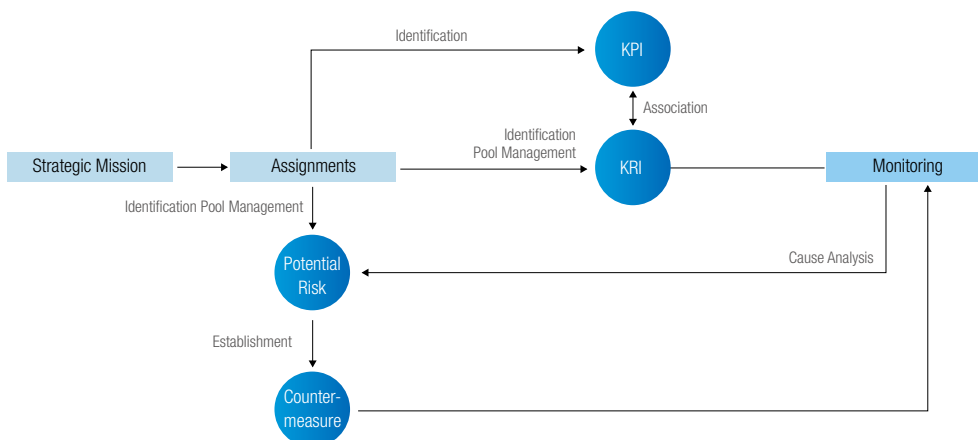 Identification
KPI
Association
Identification
Pool Management
Strategic Mission
Assignments
KRI
Monitoring
Identification Pool Management
Cause Analysis
Potential
Risk
Establishment
Counter-
measure